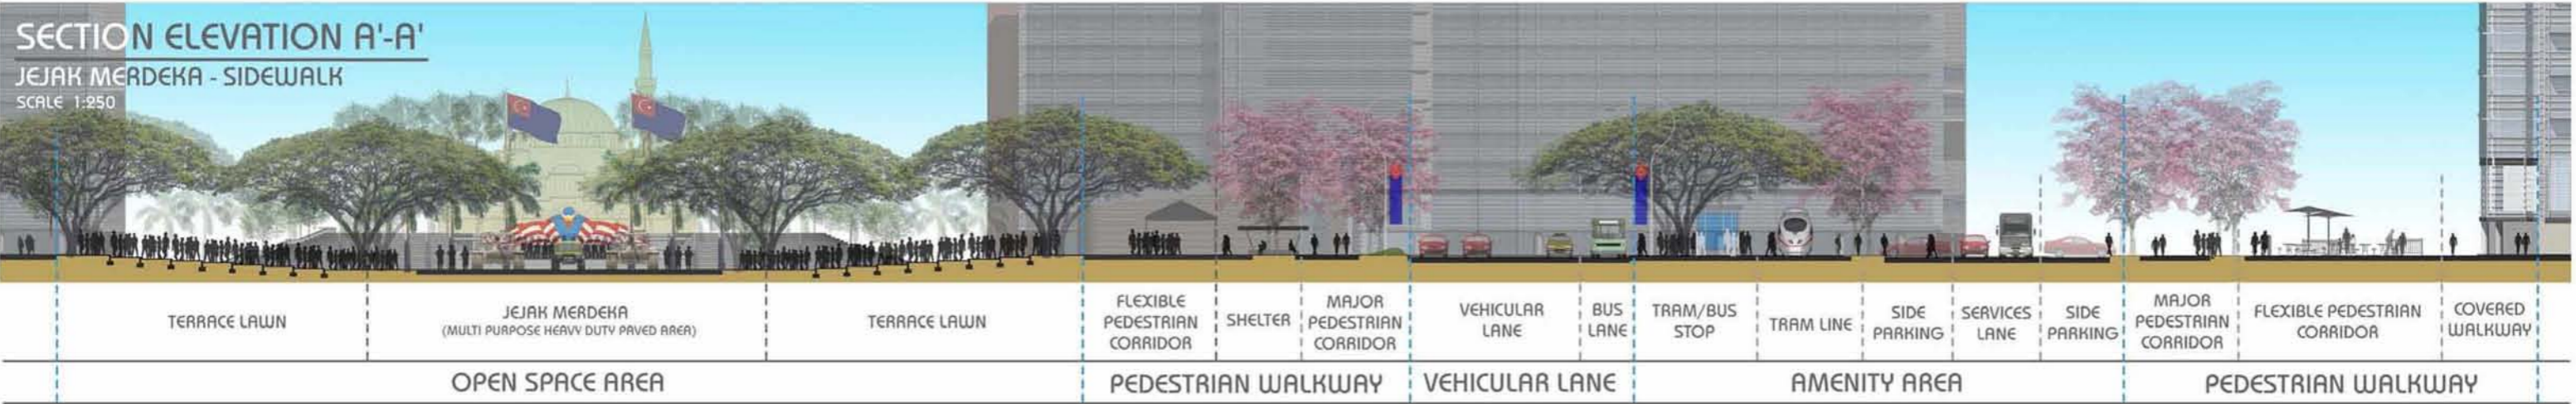 SECTION ELEVATION A'-A'
JEJAK MERDEKA - SIDEWALK
SCALE 1:250
TERRACE LAWN
JEJAK MERDEKA
(MULTI PURPOSE HEAVY DUTY PAVED AREA)
TERRACE LAWN
FLEXIBLE
PEDESTRIAN
CORRIDOR
SHELTER
MAJOR
PEDESTRIAN
CORRIDOR
VEHICULAR
LANE
BUS
LANE
TRAM/BUS
STOP
TRAM LINE
SIDE
PARKING
SERVICES
LANE
SIDE
PARKING
MAJOR
PEDESTRIAN
CORRIDOR
FLEXIBLE PEDESTRIAN
CORRIDOR
COVERED
WALKWAY
OPEN SPACE AREA
PEDESTRIAN WALKWAY
VEHICULAR LANE
AMENITY AREA
PEDESTRIAN WALKWAY